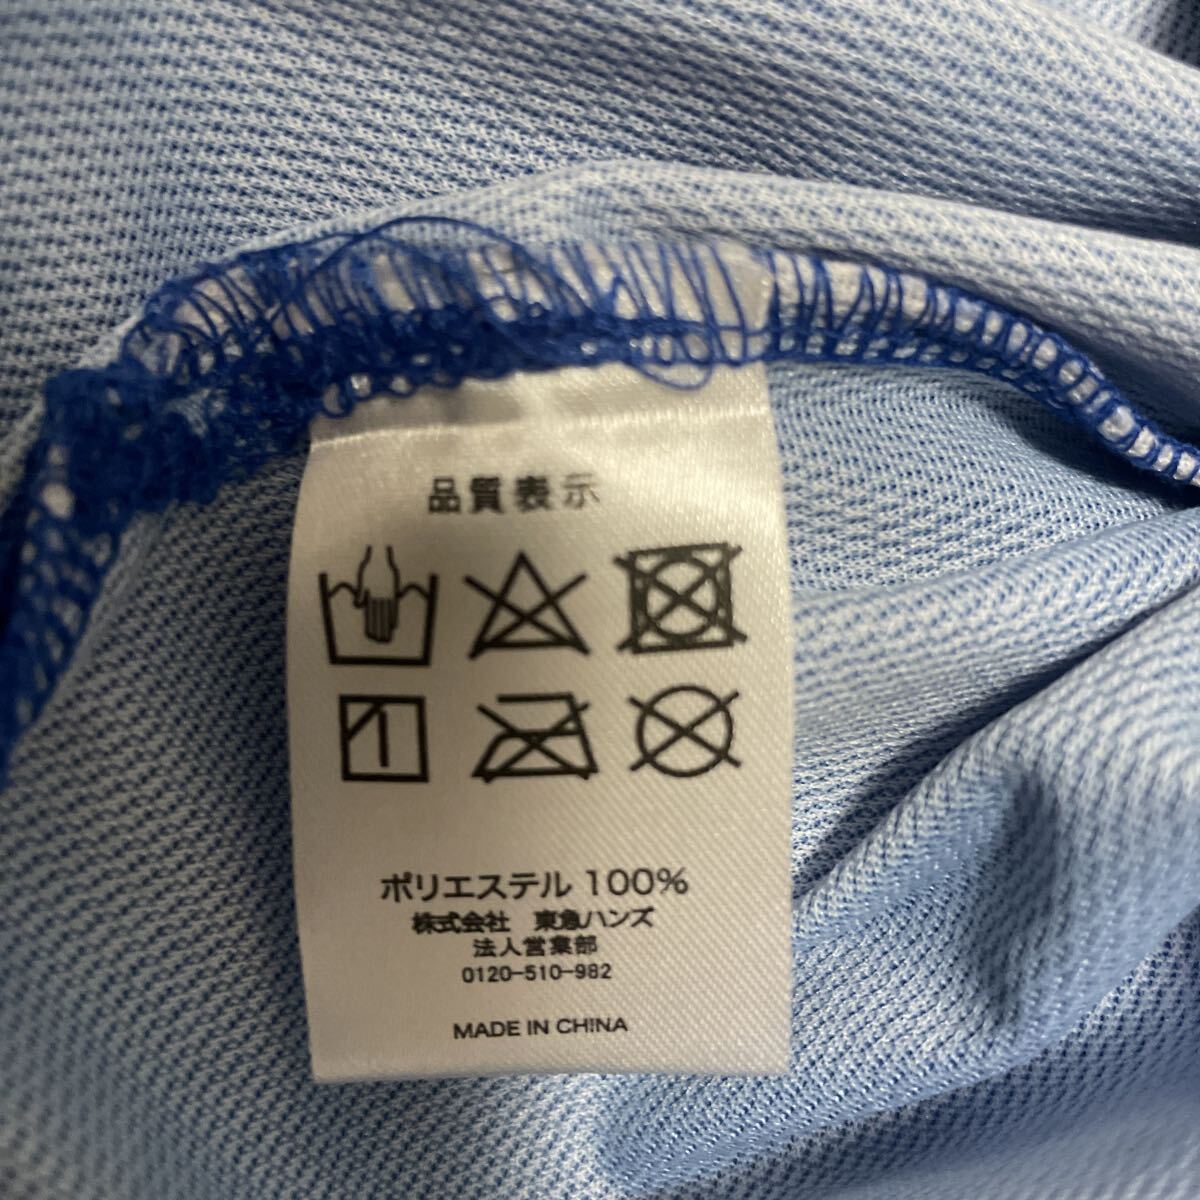 品質表示
ポリエステル 100%
株式会社 東急ハンズ
法人営業部
0120-510-982
MADE IN CHINA